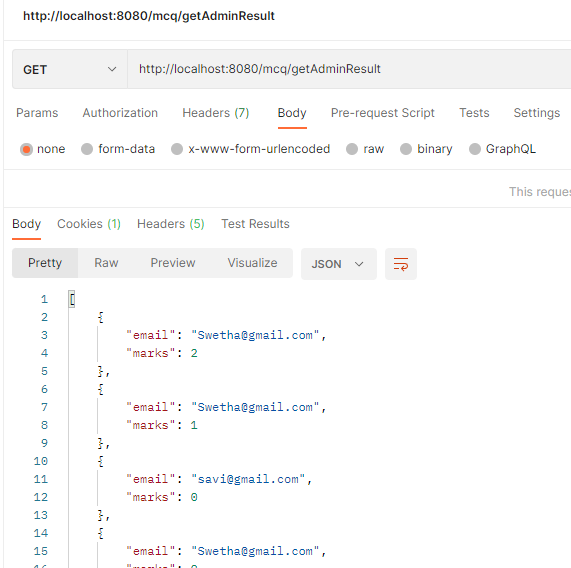 http://localhost:8080/mcq/getAdminResult
GET http://localhost:8080/mcq/getAdminResult
Params Authorization Headers (7) Body Pre-request Script Tests Settings
none form-data x-www-form-urlencoded raw binary GraphQL
This reque
Body Cookies (1) Headers (5) Test Results
Pretty Raw Preview Visualize JSON
1 [
2 {
3 "email": "Swetha@gmail.com",
4 "marks": 2
5 },
6 {
7 "email": "Swetha@gmail.com",
8 "marks": 1
9 },
10 {
11 "email": "savi@gmail.com",
12 "marks": 0
13 },
14 {
15 "email": "Swetha@gmail.com",